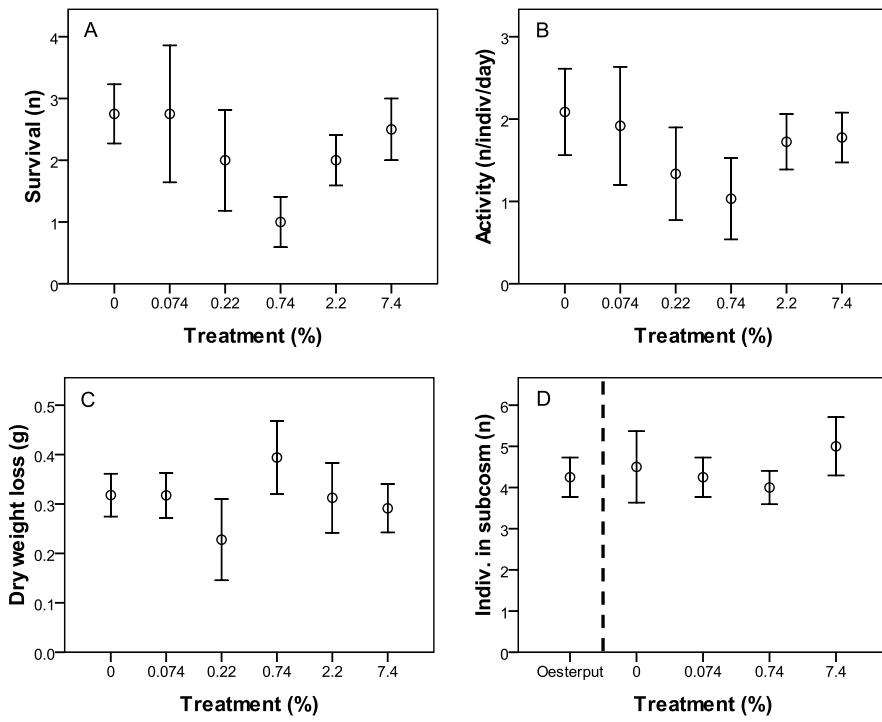 A
Survival (n)
4
3
2
1
0
0 0.074 0.22 0.74 2.2 7.4
Treatment (%)
B
Activity (n/indiv/day)
3
2
1
0
0 0.074 0.22 0.74 2.2 7.4
Treatment (%)
C
Dry weight loss (g)
0.5
0.4
0.3
0.2
0.1
0.0
0 0.074 0.22 0.74 2.2 7.4
Treatment (%)
D
Indiv. in subcosm (n)
6
5
4
3
2
1
0
Oesterput 0 0.074 0.74 7.4
Treatment (%)